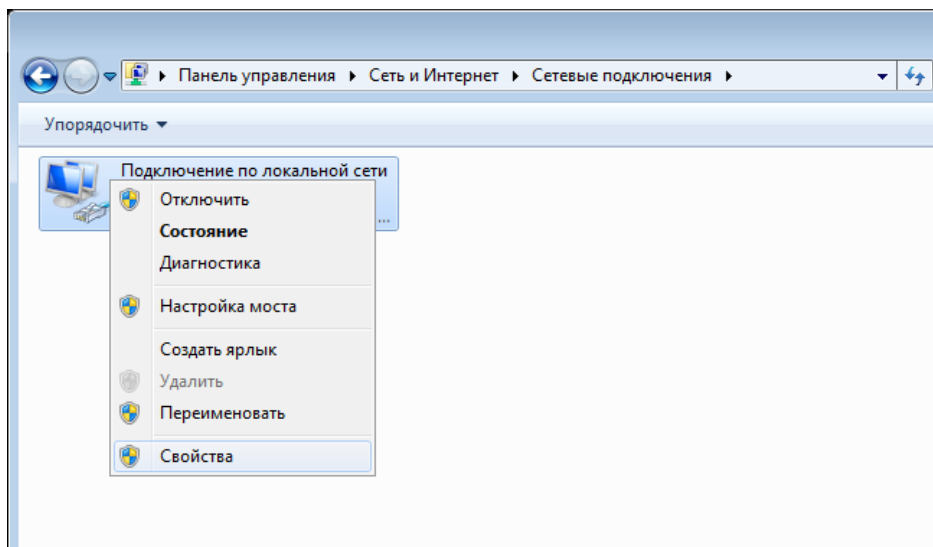 Панель управления Сеть и Интернет Сетевые подключения
Упорядочить
Подключение по локальной сети
...
Отключить
Состояние
Диагностика
Настройка моста
Создать ярлык
Удалить
Переименовать
Свойства